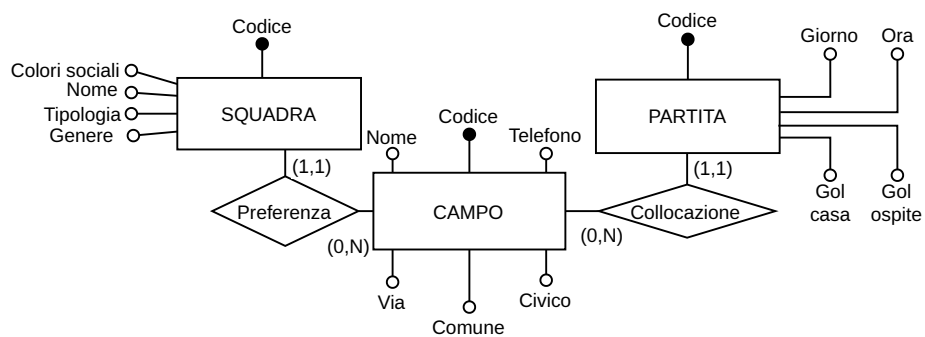 Codice
Colori sociali
Nome
Tipologia
Genere
SQUADRA
(1,1)
Preferenza
(0,N)
Nome
Codice
Telefono
CAMPO
Via
Comune
Civico
Codice
Giorno
Ora
PARTITA
(1,1)
Collocazione
(0,N)
Gol
casa
Gol
ospite